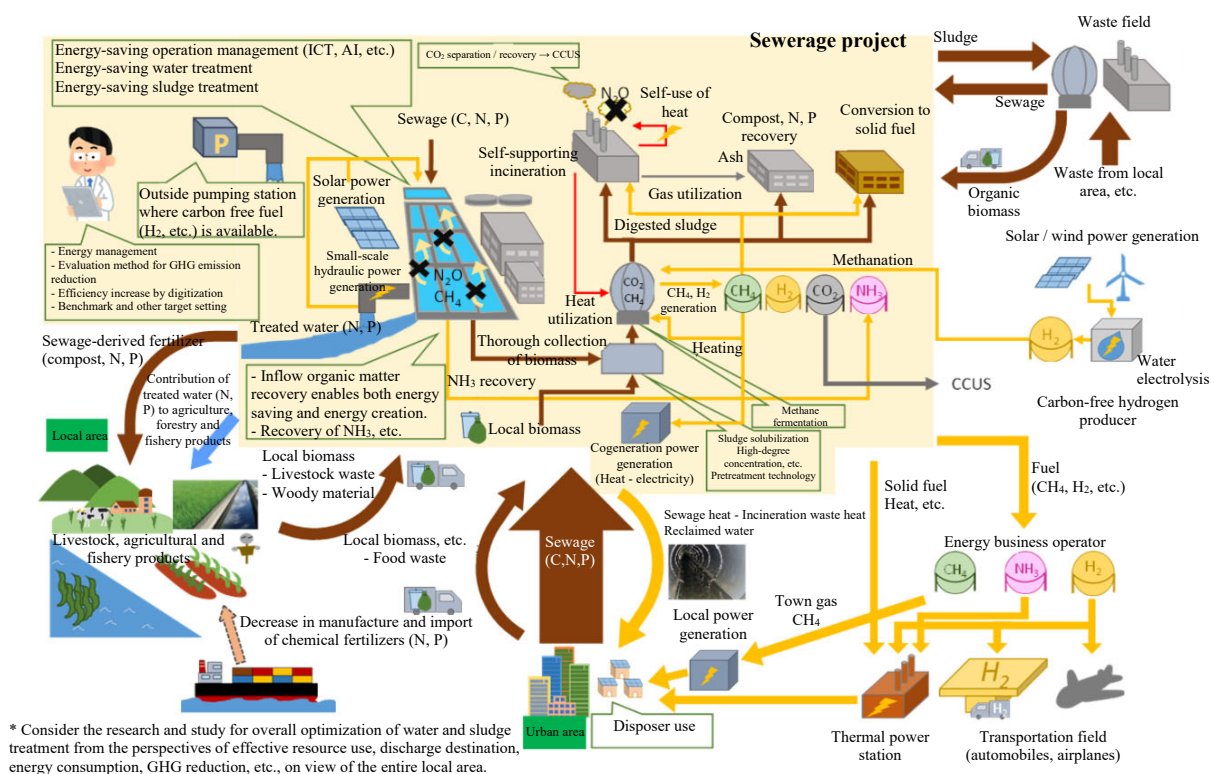 Sewerage project
Energy-saving operation management (ICT, AI, etc.)
Energy-saving water treatment
Energy-saving sludge treatment
CO₂ separation / recovery → CCUS
N₂O
Self-use of
heat
Sewage (C, N, P)
Self-supporting
incineration
Ash
Compost, N, P
recovery
Conversion to
solid fuel
Gas utilization
Digested sludge
P
Outside pumping station
where carbon free fuel
(H₂, etc.) is available.
Solar power
generation
Small-scale
hydraulic power
generation
N₂O
CH₄
- Energy management
- Evaluation method for GHG emission
reduction
- Efficiency increase by digitization
- Benchmark and other target setting
Treated water (N, P)
Heat
utilization
CO₂
CH₄
CH₄, H₂
generation
CH₄
H₂
CO₂
NH₃
Methanation
Heating
Thorough collection
of biomass
NH₃ recovery
- Inflow organic matter
recovery enables both energy
saving and energy creation.
- Recovery of NH₃, etc.
Local biomass
Methane
fermentation
Sludge solubilization
High-degree
concentration, etc.
Pretreatment technology
Cogeneration power
generation
(Heat - electricity)
CCUS
Waste field
Sludge
Sewage
Organic
biomass
Waste from local
area, etc.
Solar / wind power generation
H₂
Water
electrolysis
Carbon-free hydrogen
producer
Sewage-derived fertilizer
(compost, N, P)
Contribution of
treated water (N,
P) to agriculture,
forestry and
fishery products
Local area
Local biomass
- Livestock waste
- Woody material
Livestock, agricultural and
fishery products
Local biomass, etc.
- Food waste
Decrease in manufacture and import
of chemical fertilizers (N, P)
Sewage
(C,N,P)
Sewage heat - Incineration waste heat
Reclaimed water
Local power
generation
Town gas
CH₄
Solid fuel
Heat, etc.
Fuel
(CH₄, H₂, etc.)
Energy business operator
CH₄
NH₃
H₂
H₂
H₂
Urban area
Disposer use
Thermal power
station
Transportation field
(automobiles, airplanes)
* Consider the research and study for overall optimization of water and sludge
treatment from the perspectives of effective resource use, discharge destination,
energy consumption, GHG reduction, etc., on view of the entire local area.